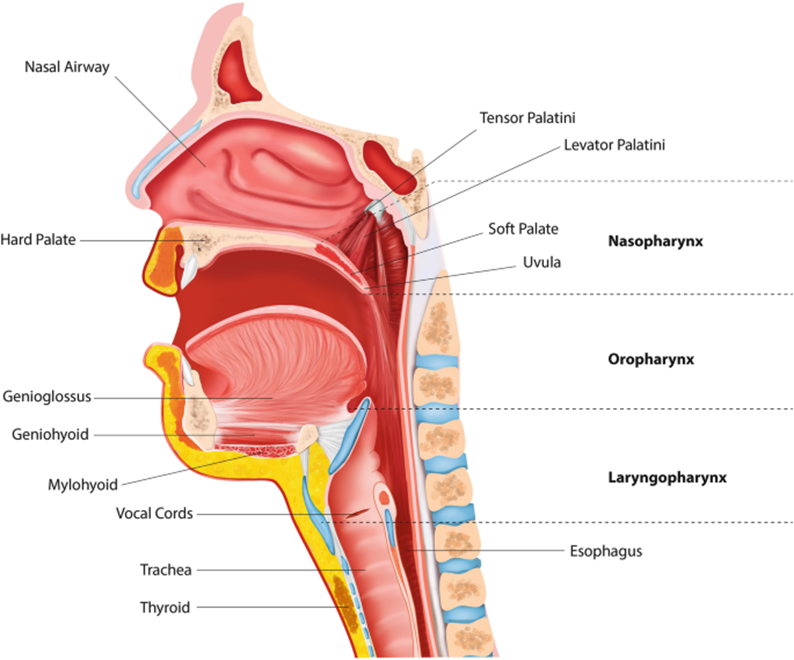 Nasal Airway
Tensor Palatini
Levator Palatini
Hard Palate
Soft Palate
Nasopharynx
Uvula
Oropharynx
Genioglossus
Geniohyoid
Mylohyoid
Laryngopharynx
Vocal Cords
Esophagus
Trachea
Thyroid